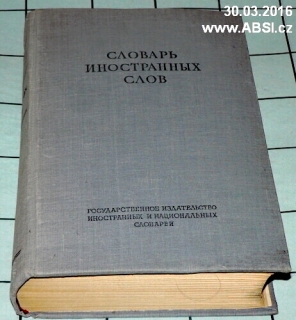 30.03.2016
www.ABSI.cz
СЛОВАРЬ
ИНОСТРАННЫХ
СЛОВ
ГОСУДАРСТВЕННОЕ ИЗДАТЕЛЬСТВО
ИНОСТРАННЫХ И НАЦИОНАЛЬНЫХ
СЛОВАРЕЙ